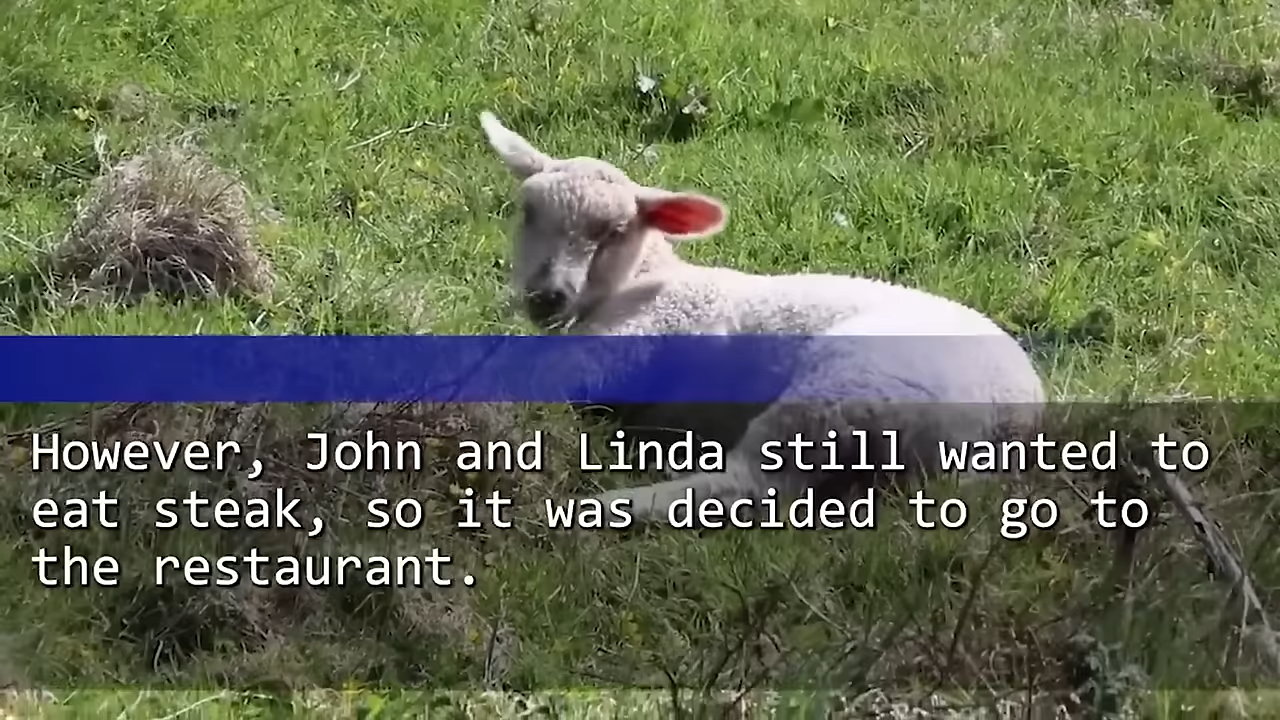 However, John and Linda still wanted to
eat steak, so it was decided to go to
the restaurant.